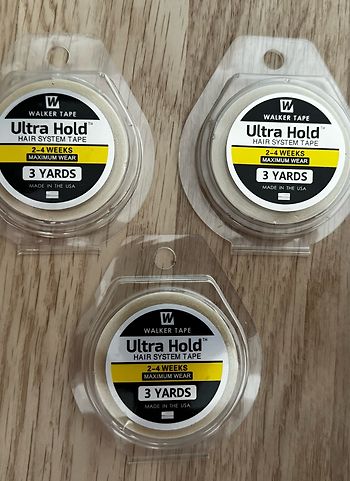 W
WALKER TAPE
Ultra Hold™
HAIR SYSTEM TAPE
2-4 WEEKS
MAXIMUM WEAR
3 YARDS
MADE IN THE USA
W
WALKER TAPE
Ultra Hold™
HAIR SYSTEM TAPE
2-4 WEEKS
MAXIMUM WEAR
3 YARDS
MADE IN THE USA
W
WALKER TAPE
Ultra Hold™
HAIR SYSTEM TAPE
2-4 WEEKS
MAXIMUM WEAR
3 YARDS
MADE IN THE USA